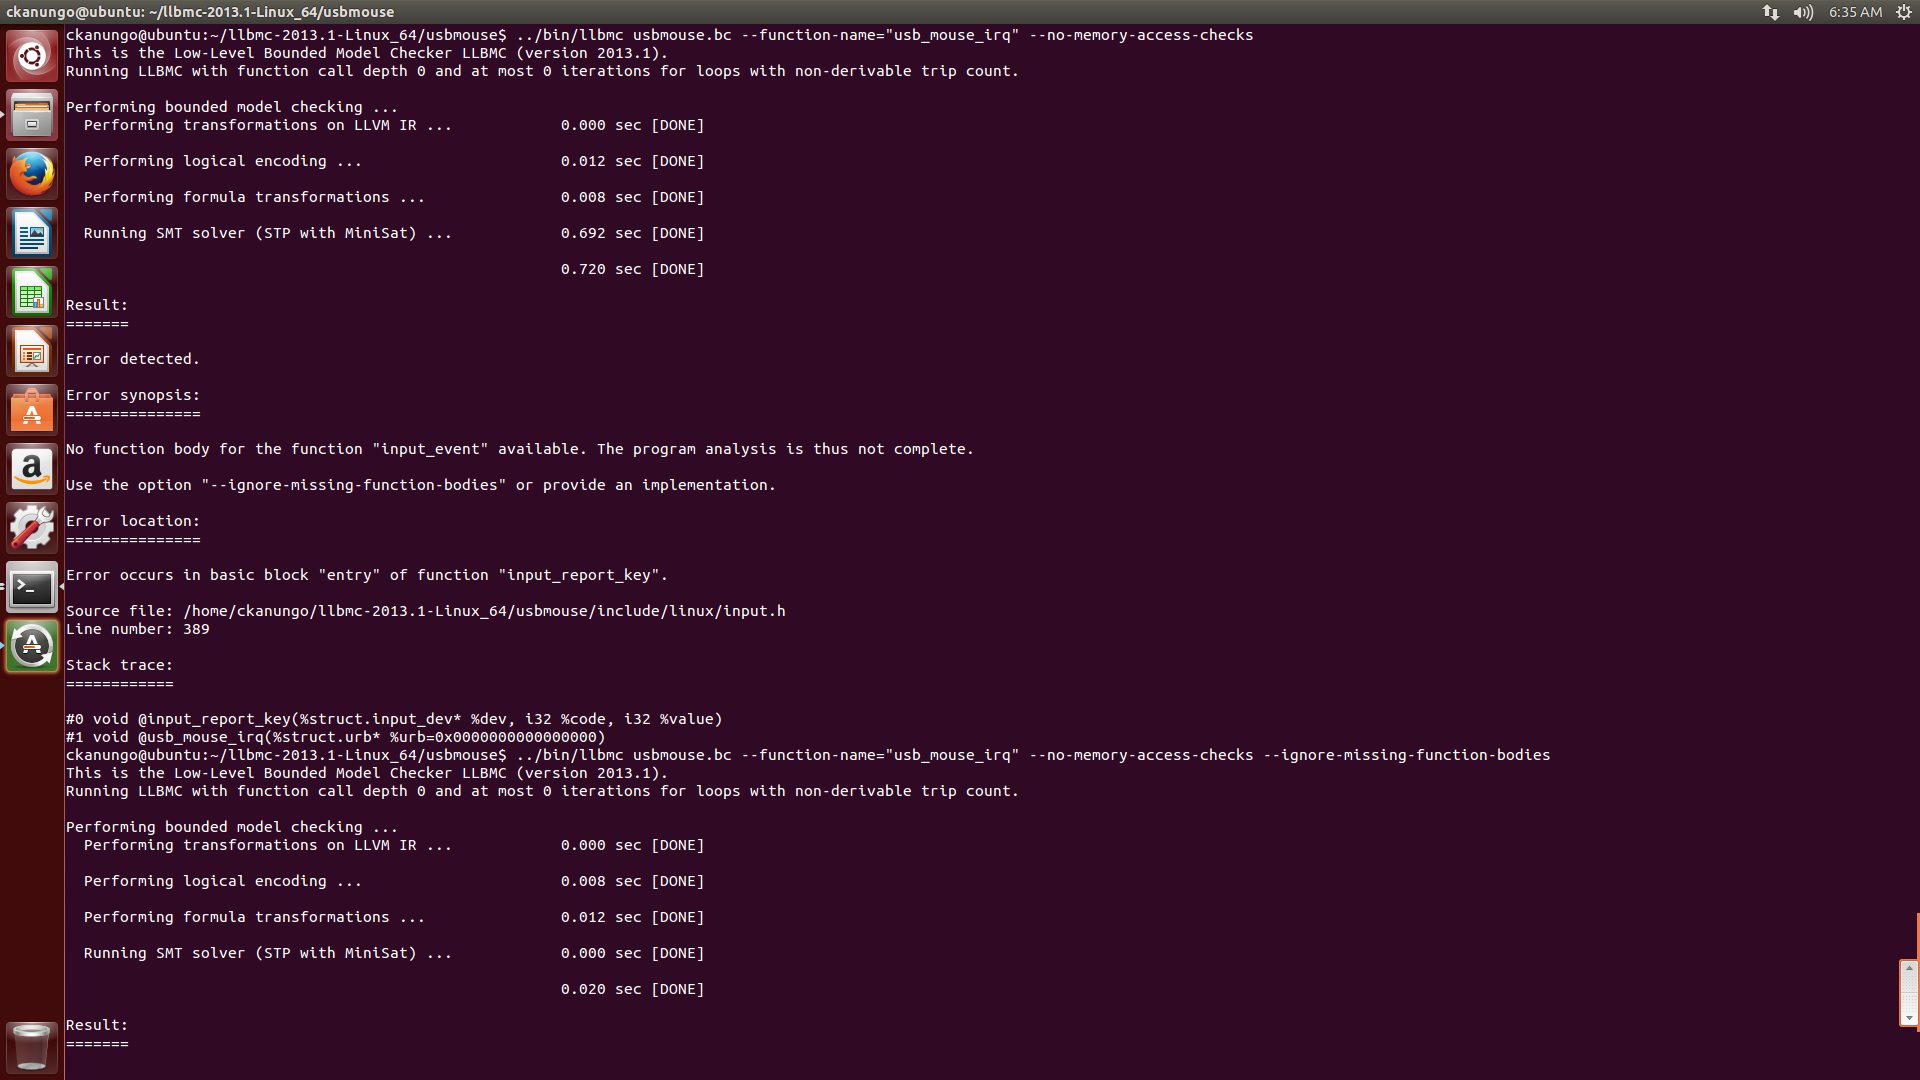 ckanungo@ubuntu: ~/llbmc-2013.1-Linux_64/usbmouse
6:35 AM
ckanungo@ubuntu:~/llbmc-2013.1-Linux_64/usbmouse$ ../bin/llbmc usbmouse.bc --function-name="usb_mouse_irq" --no-memory-access-checks
This is the Low-Level Bounded Model Checker LLBMC (version 2013.1).
Running LLBMC with function call depth 0 and at most 0 iterations for loops with non-derivable trip count.
Performing bounded model checking ...
Performing transformations on LLVM IR ... 0.000 sec [DONE]
Performing logical encoding ... 0.012 sec [DONE]
Performing formula transformations ... 0.008 sec [DONE]
Running SMT solver (STP with MiniSat) ... 0.692 sec [DONE]
0.720 sec [DONE]
Result:
=======
Error detected.
Error synopsis:
===============
No function body for the function "input_event" available. The program analysis is thus not complete.
Use the option "--ignore-missing-function-bodies" or provide an implementation.
Error location:
===============
Error occurs in basic block "entry" of function "input_report_key".
Source file: /home/ckanungo/llbmc-2013.1-Linux_64/usbmouse/include/linux/input.h
Line number: 389
Stack trace:
============
#0 void @input_report_key(%struct.input_dev* %dev, i32 %code, i32 %value)
#1 void @usb_mouse_irq(%struct.urb* %urb=0x0000000000000000)
ckanungo@ubuntu:~/llbmc-2013.1-Linux_64/usbmouse$ ../bin/llbmc usbmouse.bc --function-name="usb_mouse_irq" --no-memory-access-checks --ignore-missing-function-bodies
This is the Low-Level Bounded Model Checker LLBMC (version 2013.1).
Running LLBMC with function call depth 0 and at most 0 iterations for loops with non-derivable trip count.
Performing bounded model checking ...
Performing transformations on LLVM IR ... 0.000 sec [DONE]
Performing logical encoding ... 0.008 sec [DONE]
Performing formula transformations ... 0.012 sec [DONE]
Running SMT solver (STP with MiniSat) ... 0.000 sec [DONE]
0.020 sec [DONE]
Result:
=======